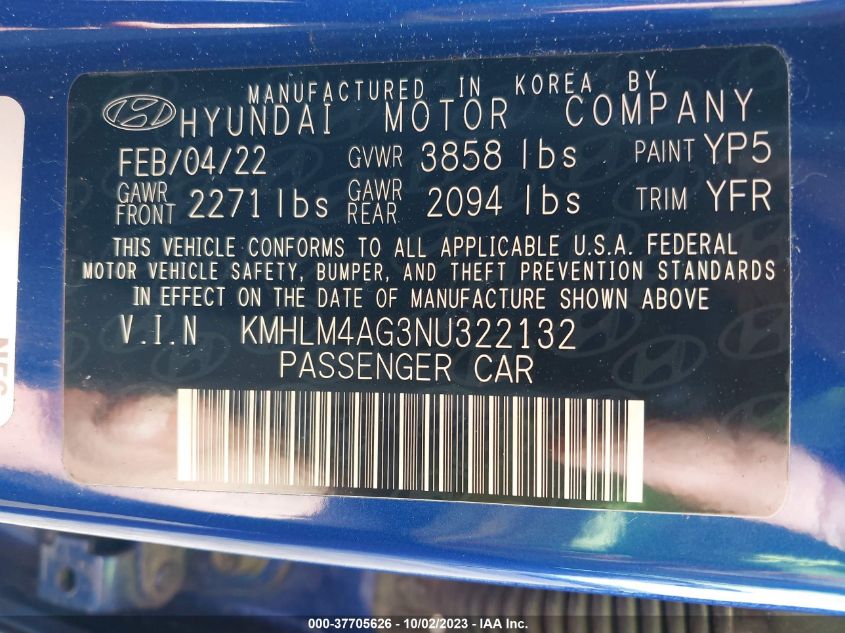 MANUFACTURED IN KOREA BY
HYUNDAI MOTOR COMPANY
FEB/04/22 GVWR 3858 lbs PAINT YP5
GAWR FRONT 2271 lbs GAWR REAR 2094 lbs TRIM YFR
THIS VEHICLE CONFORMS TO ALL APPLICABLE U.S.A. FEDERAL
MOTOR VEHICLE SAFETY, BUMPER, AND THEFT PREVENTION STANDARDS
IN EFFECT ON THE DATE OF MANUFACTURE SHOWN ABOVE
V.I.N KMHLM4AG3NU322132
PASSENGER CAR
000-37705626 - 10/02/2023 - IAA Inc.